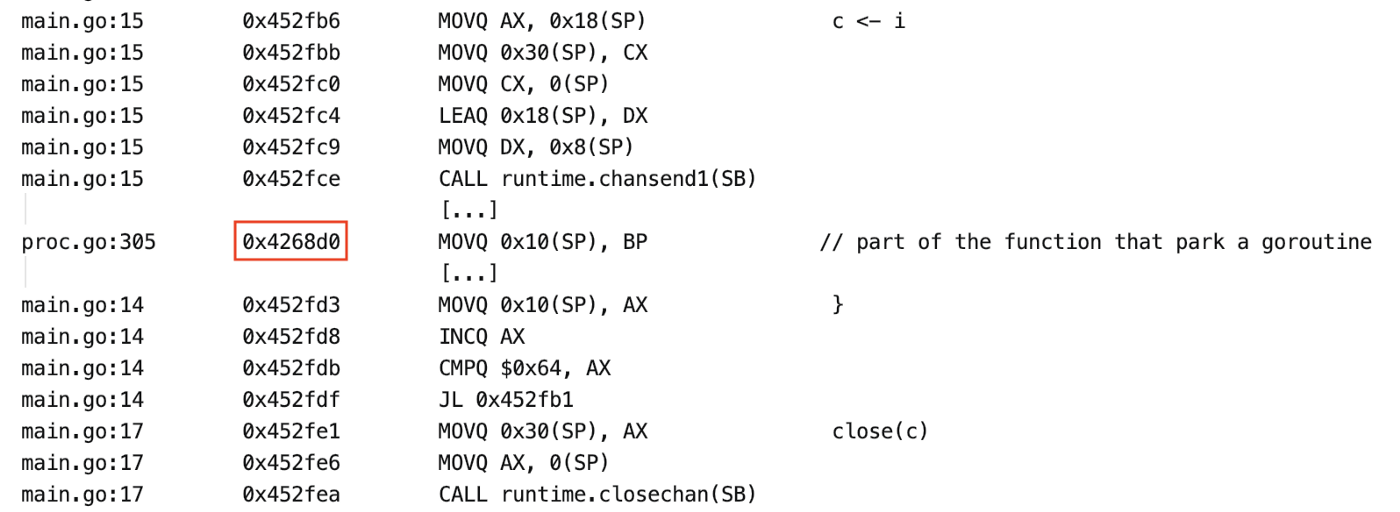 main.go:15 0x452fb6 MOVQ AX, 0x18(SP) c <- i
main.go:15 0x452fbb MOVQ 0x30(SP), CX
main.go:15 0x452fc0 MOVQ CX, 0(SP)
main.go:15 0x452fc4 LEAQ 0x18(SP), DX
main.go:15 0x452fc9 MOVQ DX, 0x8(SP)
main.go:15 0x452fce CALL runtime.chansend1(SB)
[...]
proc.go:305 0x4268d0 MOVQ 0x10(SP), BP // part of the function that park a goroutine
[...]
main.go:14 0x452fd3 MOVQ 0x10(SP), AX }
main.go:14 0x452fd8 INCQ AX
main.go:14 0x452fdb CMPQ $0x64, AX
main.go:14 0x452fdf JL 0x452fb1
main.go:17 0x452fe1 MOVQ 0x30(SP), AX close(c)
main.go:17 0x452fe6 MOVQ AX, 0(SP)
main.go:17 0x452fea CALL runtime.closechan(SB)